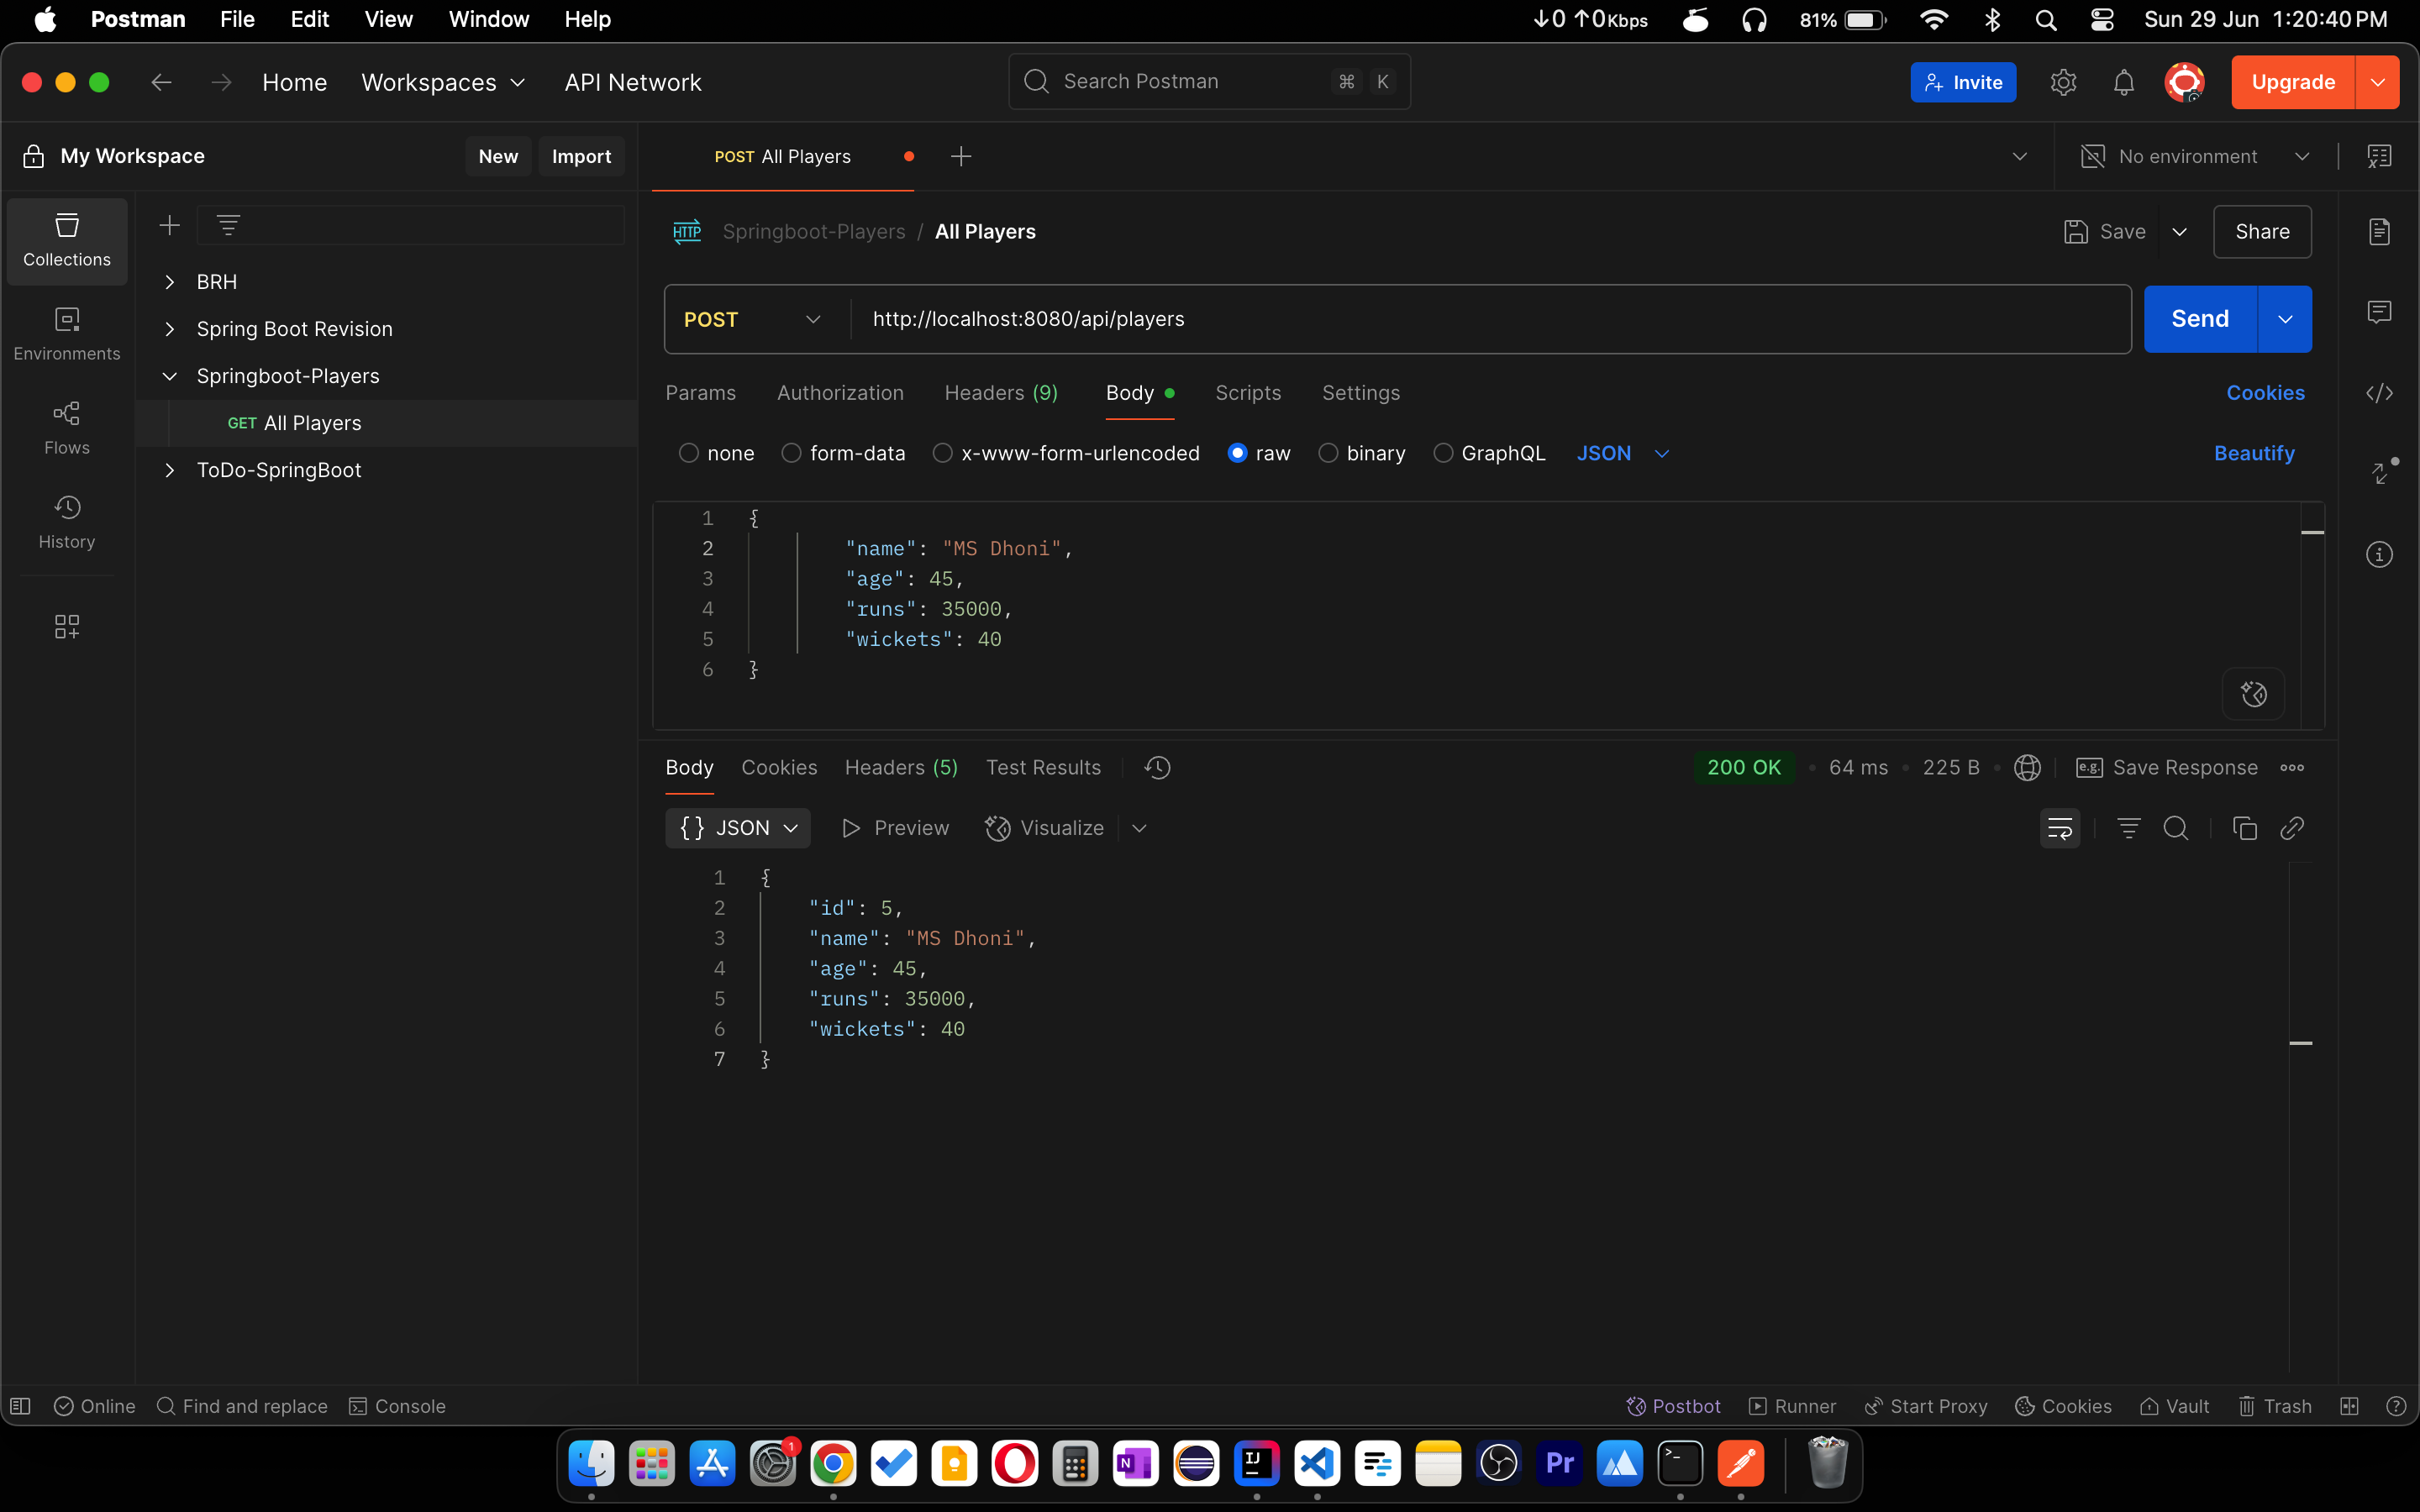 Postman File Edit View Window Help ↓0 ↑0Kbps 81% Sun 29 Jun 1:20:40 PM
Home Workspaces API Network Search Postman ⌘ K Invite Upgrade
My Workspace New Import POST All Players No environment
Collections
Environments
Flows
History
BRH
Spring Boot Revision
Springboot-Players
GET All Players
ToDo-SpringBoot
HTTP Springboot-Players / All Players Save Share
POST http://localhost:8080/api/players Send
Params Authorization Headers (9) Body Scripts Settings Cookies
none form-data x-www-form-urlencoded raw binary GraphQL JSON Beautify
1 {
2 "name": "MS Dhoni",
3 "age": 45,
4 "runs": 35000,
5 "wickets": 40
6 }
Body Cookies Headers (5) Test Results 200 OK • 64 ms • 225 B • e.g. Save Response
{} JSON Preview Visualize
1 {
2 "id": 5,
3 "name": "MS Dhoni",
4 "age": 45,
5 "runs": 35000,
6 "wickets": 40
7 }
Online Find and replace Console Postbot Runner Start Proxy Cookies Vault Trash
1 N IJ Pr